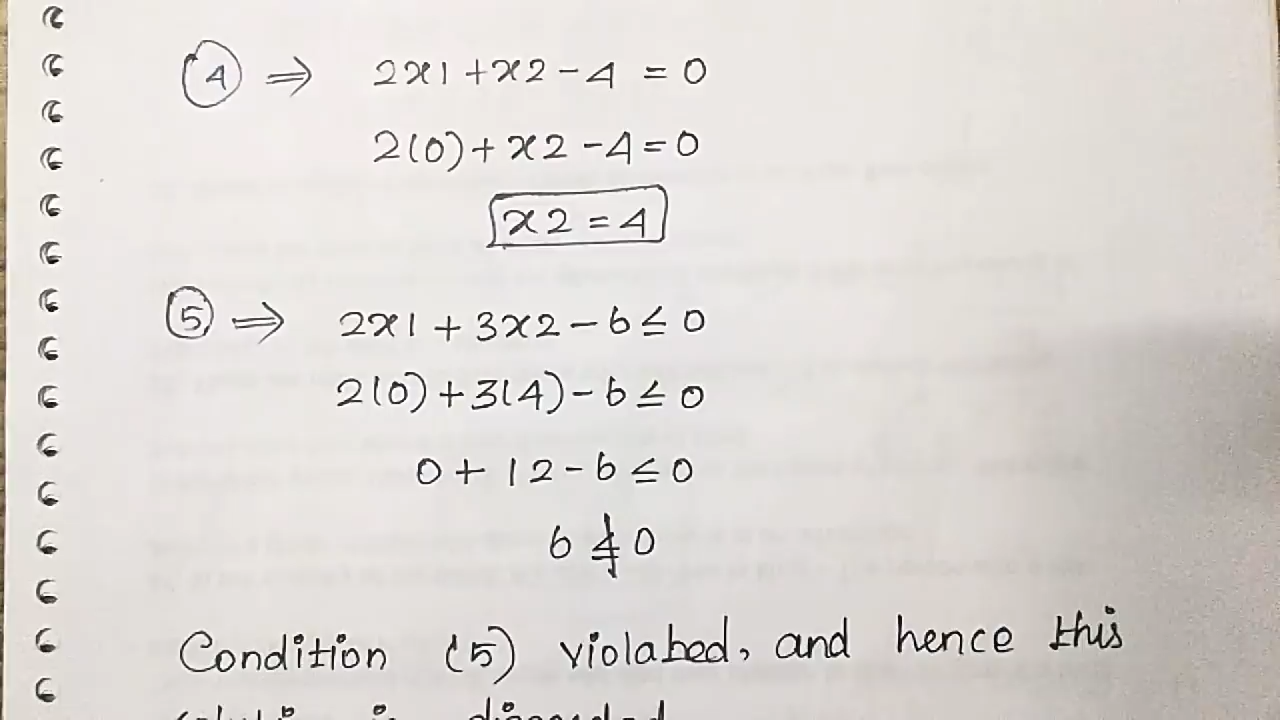 (4) ⇒ 2x1 + x2 - 4 = 0
2(0) + x2 - 4 = 0
x2 = 4
(5) ⇒ 2x1 + 3x2 - 6 ≤ 0
2(0) + 3(4) - 6 ≤ 0
0 + 12 - 6 ≤ 0
6 ≰ 0
Condition (5) violabed, and hence this